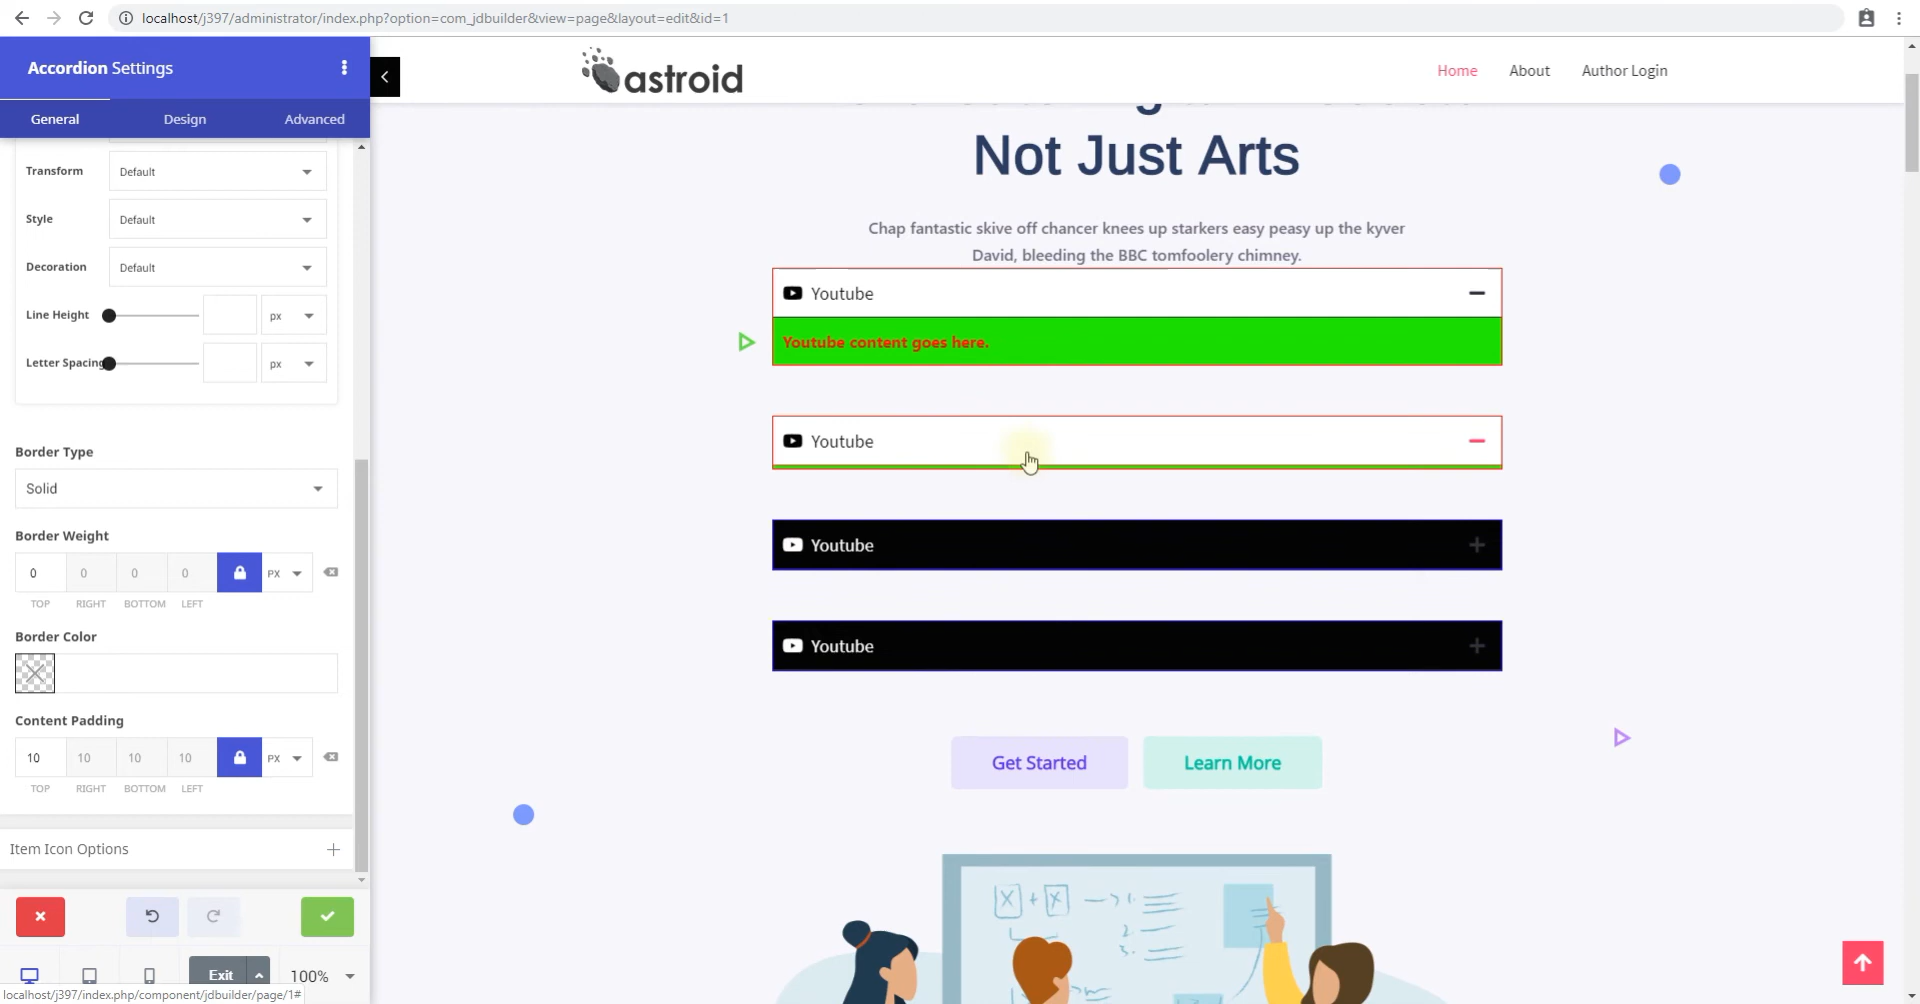 localhost/j397/administrator/index.php?option=com_jdbuilder&view=page&layout=edit&id=1
Accordion Settings
General Design Advanced
Transform Default
Style Default
Decoration Default
Line Height px
Letter Spacing px
Border Type
Solid
Border Weight
0 0 0 0 PX
TOP RIGHT BOTTOM LEFT
Border Color
Content Padding
10 10 10 10 PX
TOP RIGHT BOTTOM LEFT
Item Icon Options
Exit 100%
localhost/j397/index.php/component/jdbuilder/page/1#
astroid
Home About Author Login
Not Just Arts
Chap fantastic skive off chancer knees up starkers easy peasy up the kyver
David, bleeding the BBC tomfoolery chimney.
Youtube
Youtube content goes here.
Youtube
Youtube
Youtube
Get Started Learn More
X + X 1.
2.
3.